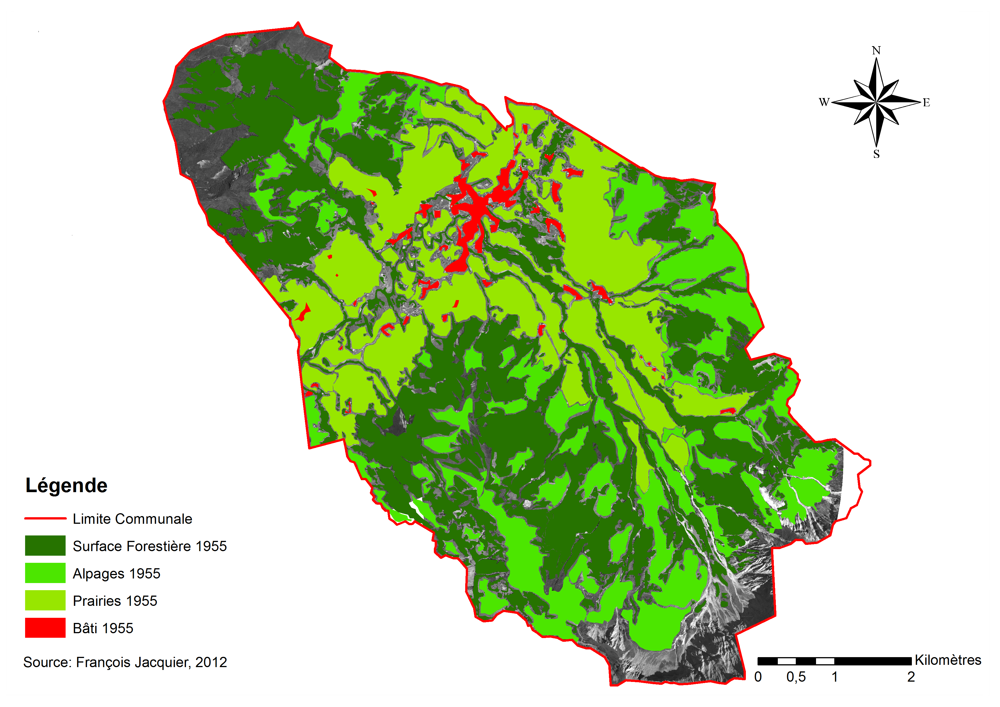 N
W
E
S
Légende
Limite Communale
Surface Forestière 1955
Alpages 1955
Prairies 1955
Bâti 1955
Source: François Jacquier, 2012
Kilomètres
0 0,5 1 2